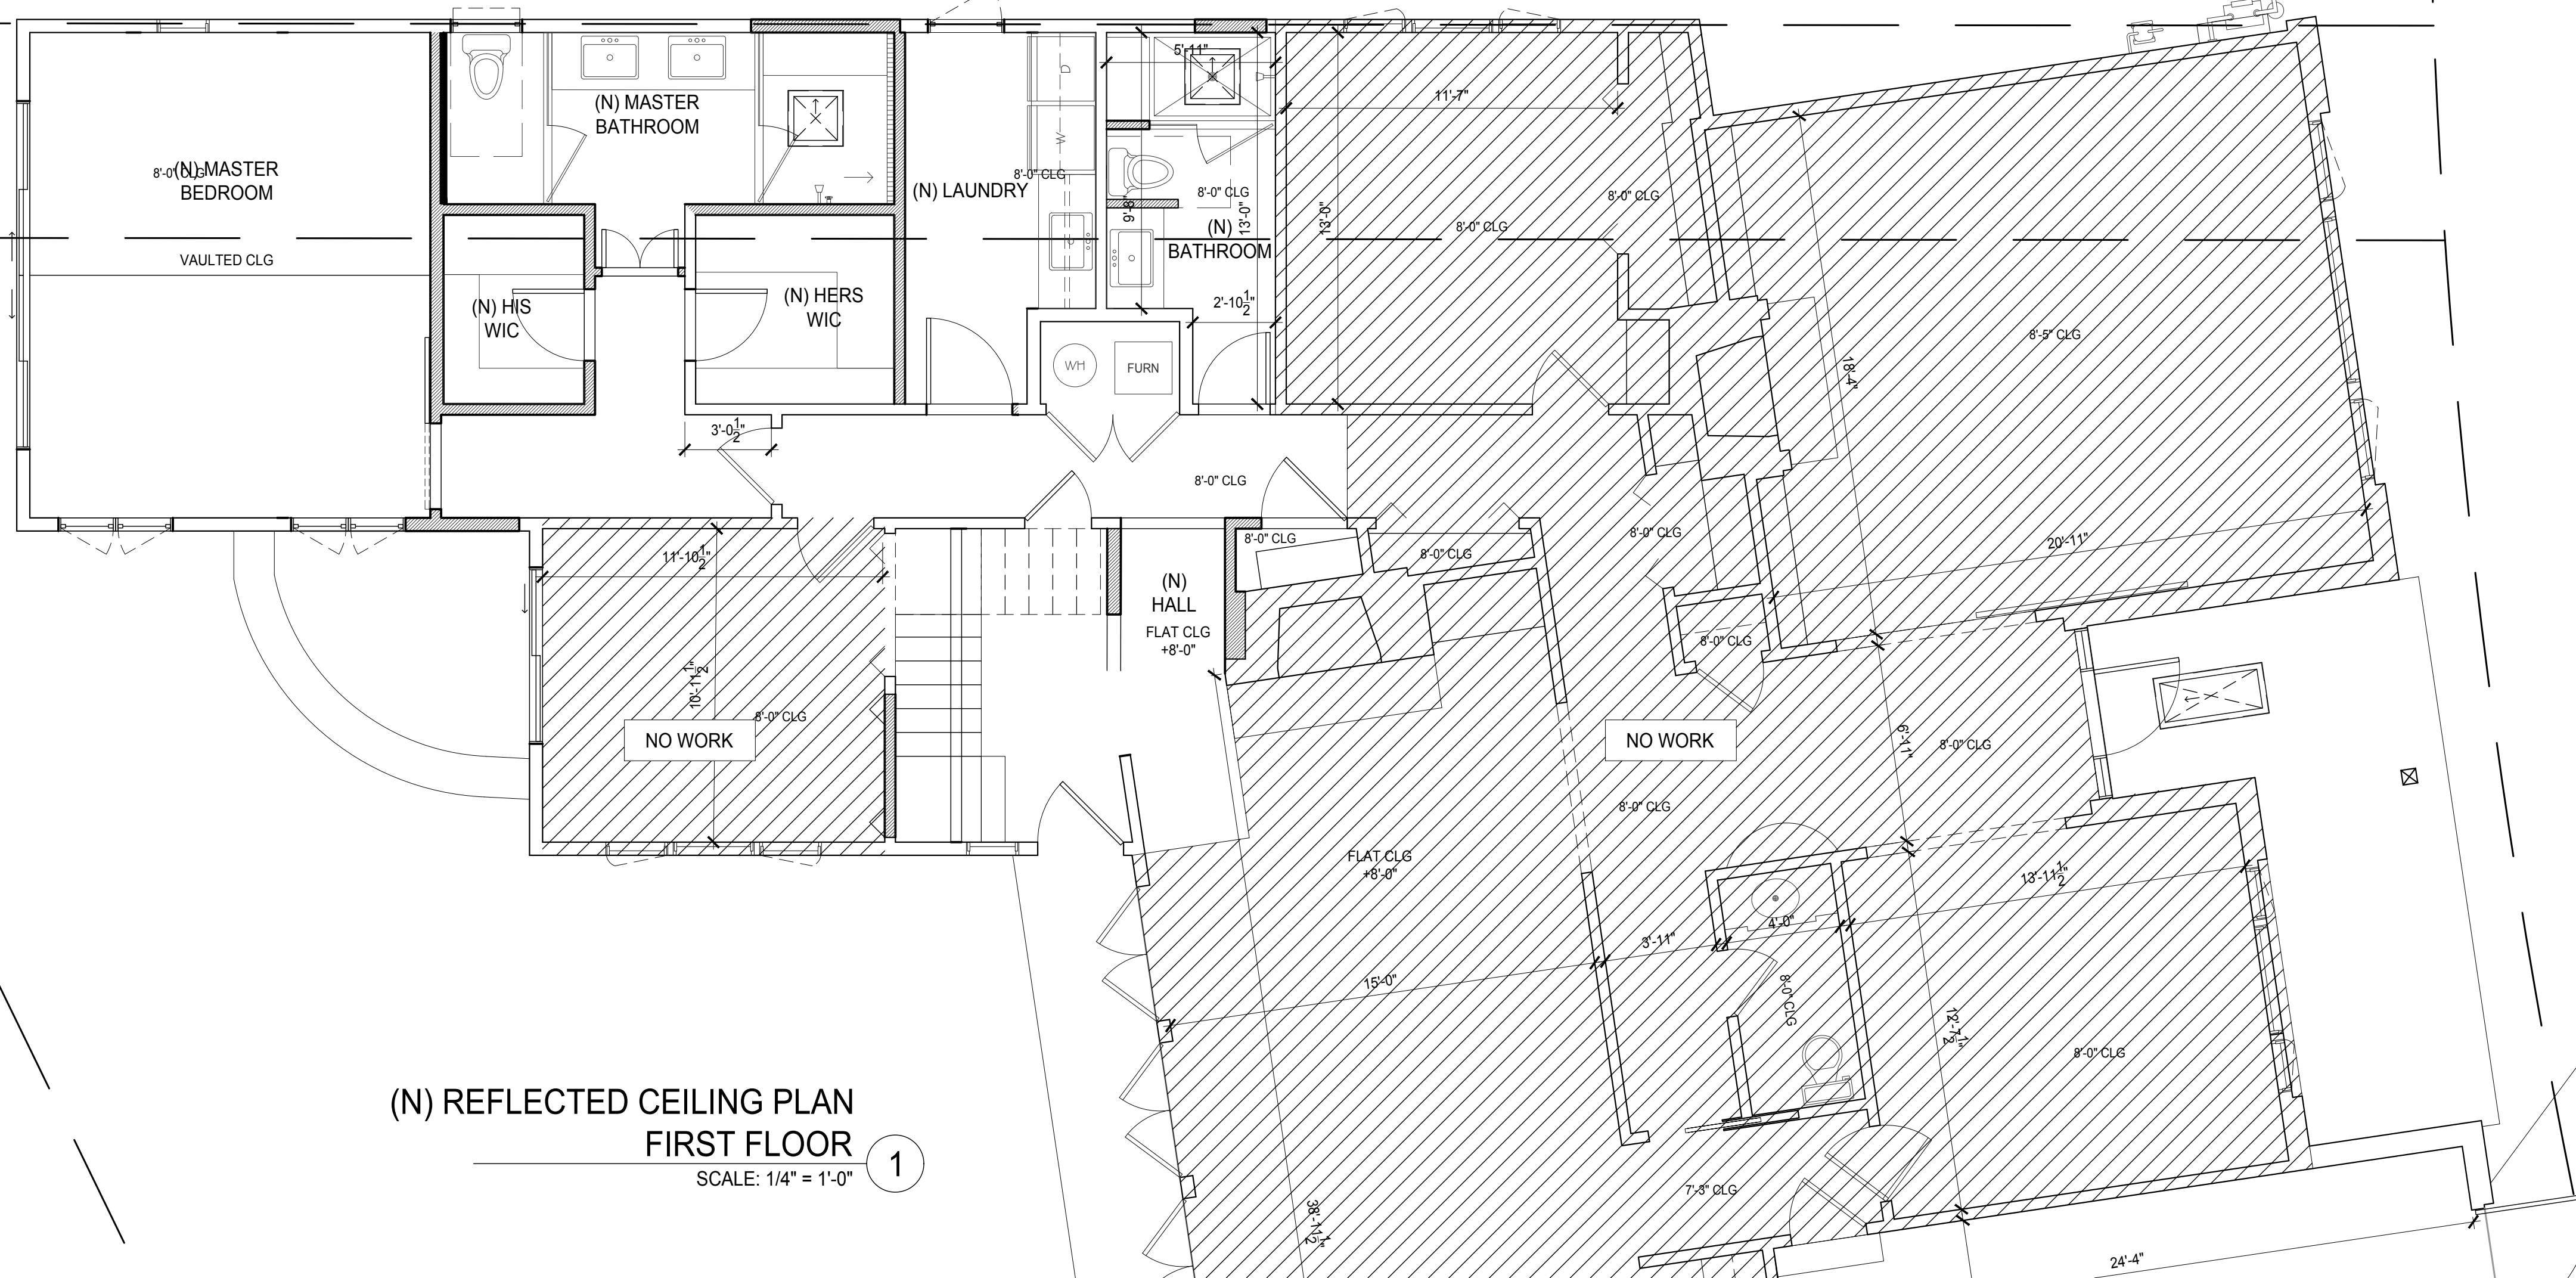 5'-11"
(N) MASTER
BATHROOM
11'-7"
D
W
8'-0" CLG
(N) MASTER
BEDROOM
8'-0" CLG
(N) LAUNDRY
8'-0" CLG
8'-0" CLG
9'-8"
13'-0"
13'-0"
(N)
BATHROOM
8'-0" CLG
VAULTED CLG
(N) HIS
WIC
(N) HERS
WIC
2'-10 1/2"
WH
FURN
8'-5" CLG
18'-4"
3'-0 1/2"
8'-0" CLG
11'-10 1/2"
8'-0" CLG
8'-0" CLG
8'-0" CLG
20'-11"
(N)
HALL
FLAT CLG
+8'-0"
8'-0" CLG
10'-11 1/2"
8'-0" CLG
NO WORK
NO WORK
6'-11"
8'-0" CLG
8'-0" CLG
FLAT CLG
+8'-0"
13'-11 1/2"
4'-0"
3'-11"
15'-0"
8'-0" CLG
12'-7 1/2"
8'-0" CLG
(N) REFLECTED CEILING PLAN
FIRST FLOOR
1
SCALE: 1/4" = 1'-0"
7'-3" CLG
38'-11 1/2"
24'-4"